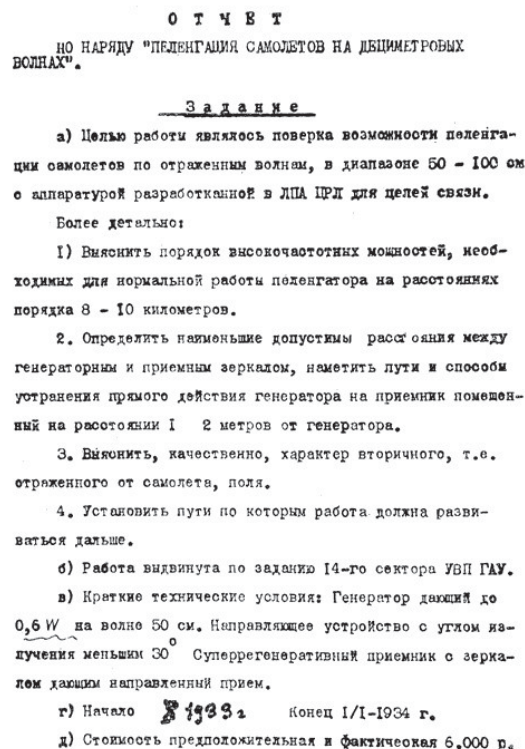 О Т Ч Е Т
НО НАРЯДУ "ПЕЛЕНГАЦИЯ САМОЛЕТОВ НА ДЕЦИМЕТРОВЫХ
ВОЛНАХ".
З а д а н и е
а) Целью работы являлось поверка возможности пеленга-
ции самолетов по отраженным волнам, в диапазоне 50 - 100 см
с аппаратурой разработканной в ЛПА ЦРЛ для целей связи.
Более детально:
I) Выяснить порядок высокочастотных мощностей, необ-
ходимых для нормальной работы пеленгатора на расстояниях
порядка 8 - 10 километров.
2. Определить наименьшие допустимы расстояния между
генераторным и приемным зеркалом, наметить пути и способы
устранения прямого действия генератора на приемник помещен-
ный на расстоянии I 2 метров от генератора.
3. Выяснить, качественно, характер вторичного, т.е.
отраженного от самолета, поля.
4. Установить пути по которым работа должна разви-
ваться дальше.
б) Работа выдвинута по заданию I4-го сектора УВП ГАУ.
в) Краткие технические условия: Генератор дающий до
0,6 W на волне 50 см. Направляющее устройство с углом из-
лучения меньшим 30° Суперрегенеративный приемник с зерка-
лом дающим направленный прием.
г) Начало 1933 г Конец I/I-1934 г.
д) Стоимость предположительная и фактическая 6.000 р.